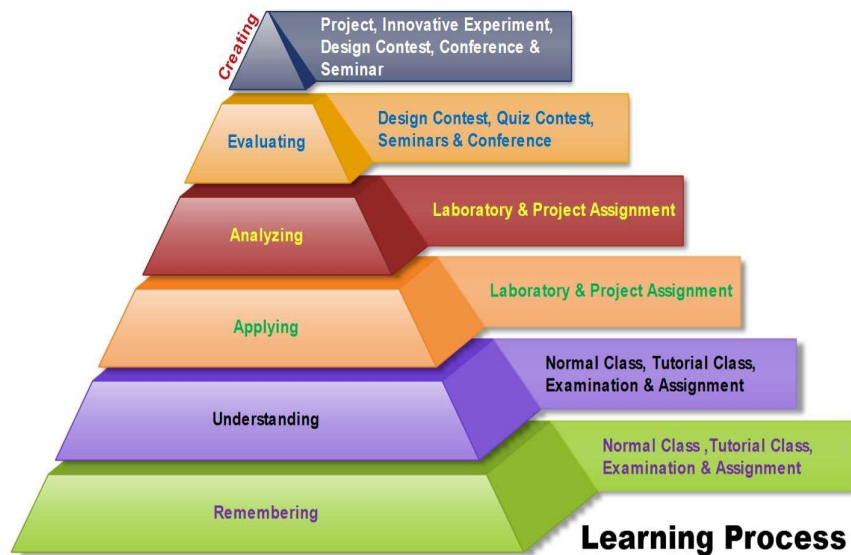 Creating
Project, Innovative Experiment,
Design Contest, Conference &
Seminar
Evaluating
Design Contest, Quiz Contest,
Seminars & Conference
Analyzing
Laboratory & Project Assignment
Applying
Laboratory & Project Assignment
Understanding
Normal Class, Tutorial Class,
Examination & Assignment
Remembering
Normal Class ,Tutorial Class,
Examination & Assignment
Learning Process